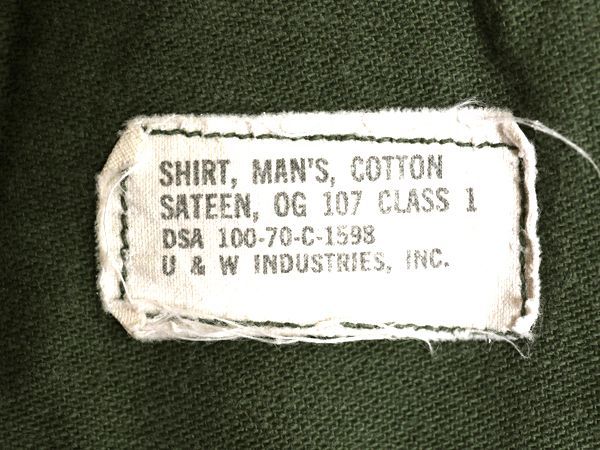 SHIRT, MAN'S, COTTON
SATEEN, OG 107 CLASS 1
DSA 100-70-C-1598
U & W INDUSTRIES, INC.